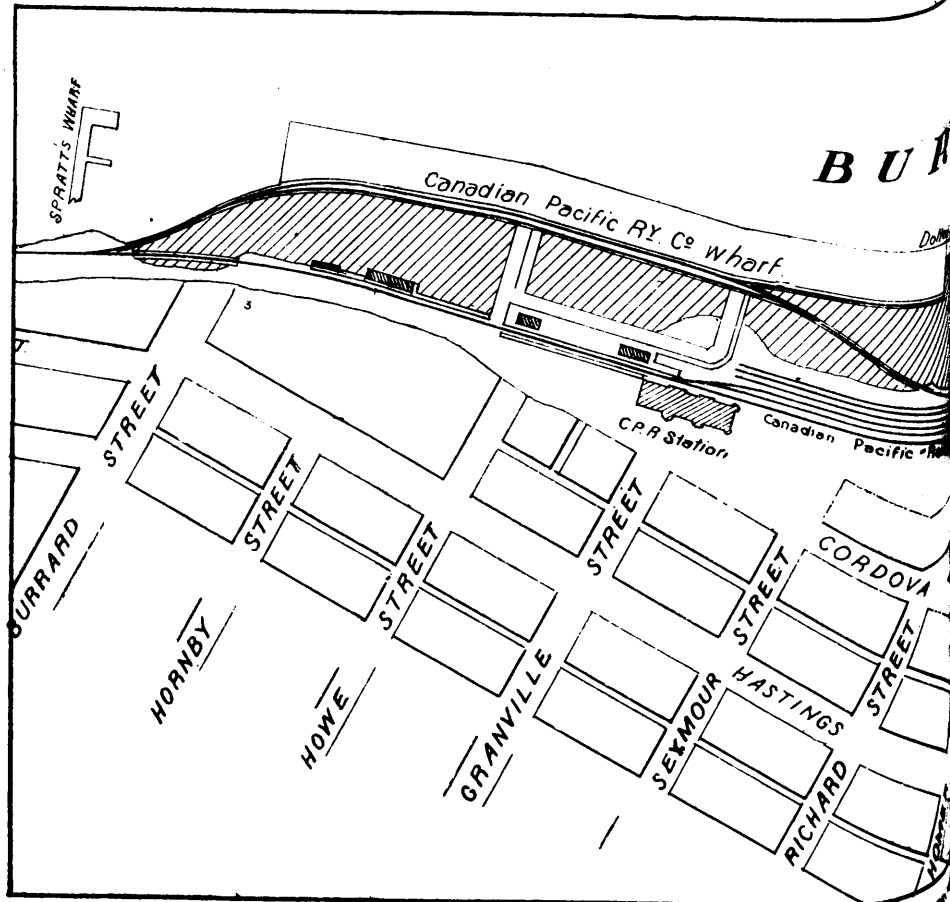 SPRATT'S WHARF
BUR
Canadian Pacific RY. Co Wharf.
3
C.P.R Station
Canadian Pacific
CORDOVA
HASTINGS
BURRARD STREET
HORNBY STREET
HOWE STREET
GRANVILLE STREET
SEYMOUR STREET
RICHARD STREET